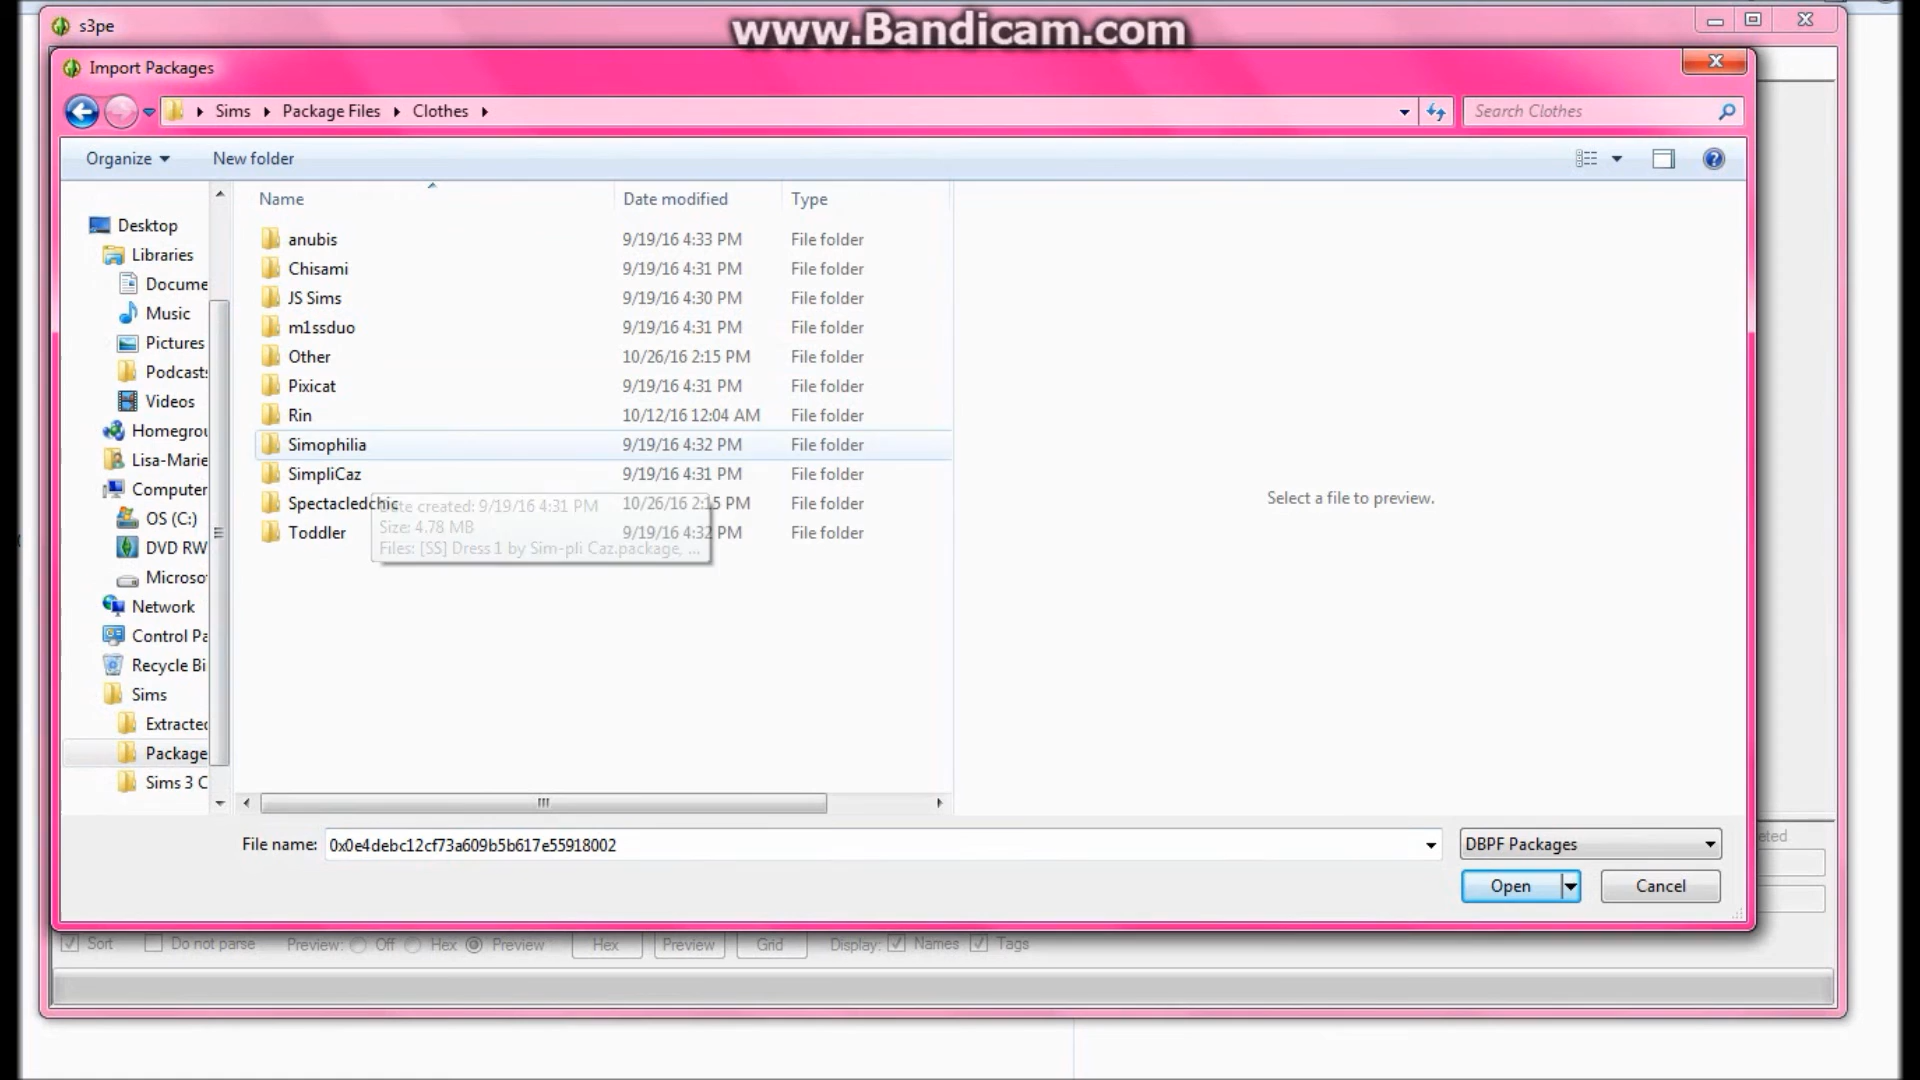 www.Bandicam.com
s3pe
Import Packages
Sims Package Files Clothes
Search Clothes
Organize New folder
Name Date modified Type
Desktop
Libraries
Docume
Music
Pictures
Podcast
Videos
Homegrou
Lisa-Marie
Computer
OS (C:)
DVD RW
Microso
Network
Control Pa
Recycle Bi
Sims
Extracted
Package
Sims 3 C
anubis 9/19/16 4:33 PM File folder
Chisami 9/19/16 4:31 PM File folder
JS Sims 9/19/16 4:30 PM File folder
m1ssduo 9/19/16 4:31 PM File folder
Other 10/26/16 2:15 PM File folder
Pixicat 9/19/16 4:31 PM File folder
Rin 10/12/16 12:04 AM File folder
Simophilia 9/19/16 4:32 PM File folder
SimpliCaz 9/19/16 4:31 PM File folder
Spectacledchic 10/26/16 2:15 PM File folder
Toddler 9/19/16 4:32 PM File folder
Date created: 9/19/16 4:31 PM
Size: 4.78 MB
Files: [SS] Dress 1 by Sim-pli Caz.package, ...
Select a file to preview.
File name: 0x0e4debc12cf73a609b5b617e55918002
DBPF Packages
Open Cancel
Sort Do not parse Preview: Off Hex Preview Hex Preview Grid Display: Names Tags